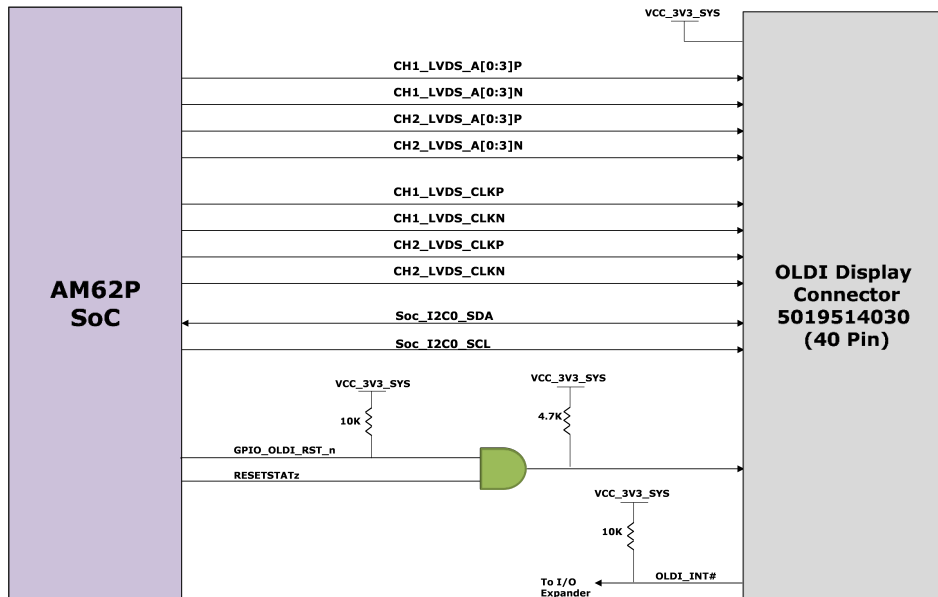 VCC_3V3_SYS
CH1_LVDS_A[0:3]P
CH1_LVDS_A[0:3]N
CH2_LVDS_A[0:3]P
CH2_LVDS_A[0:3]N
CH1_LVDS_CLKP
CH1_LVDS_CLKN
CH2_LVDS_CLKP
CH2_LVDS_CLKN
AM62P
SoC
OLDI Display
Connector
5019514030
(40 Pin)
Soc_I2C0_SDA
Soc_I2C0_SCL
VCC_3V3_SYS
10K
VCC_3V3_SYS
4.7K
GPIO_OLDI_RST_n
RESETSTATz
VCC_3V3_SYS
10K
OLDI_INT#
To I/O
Expander